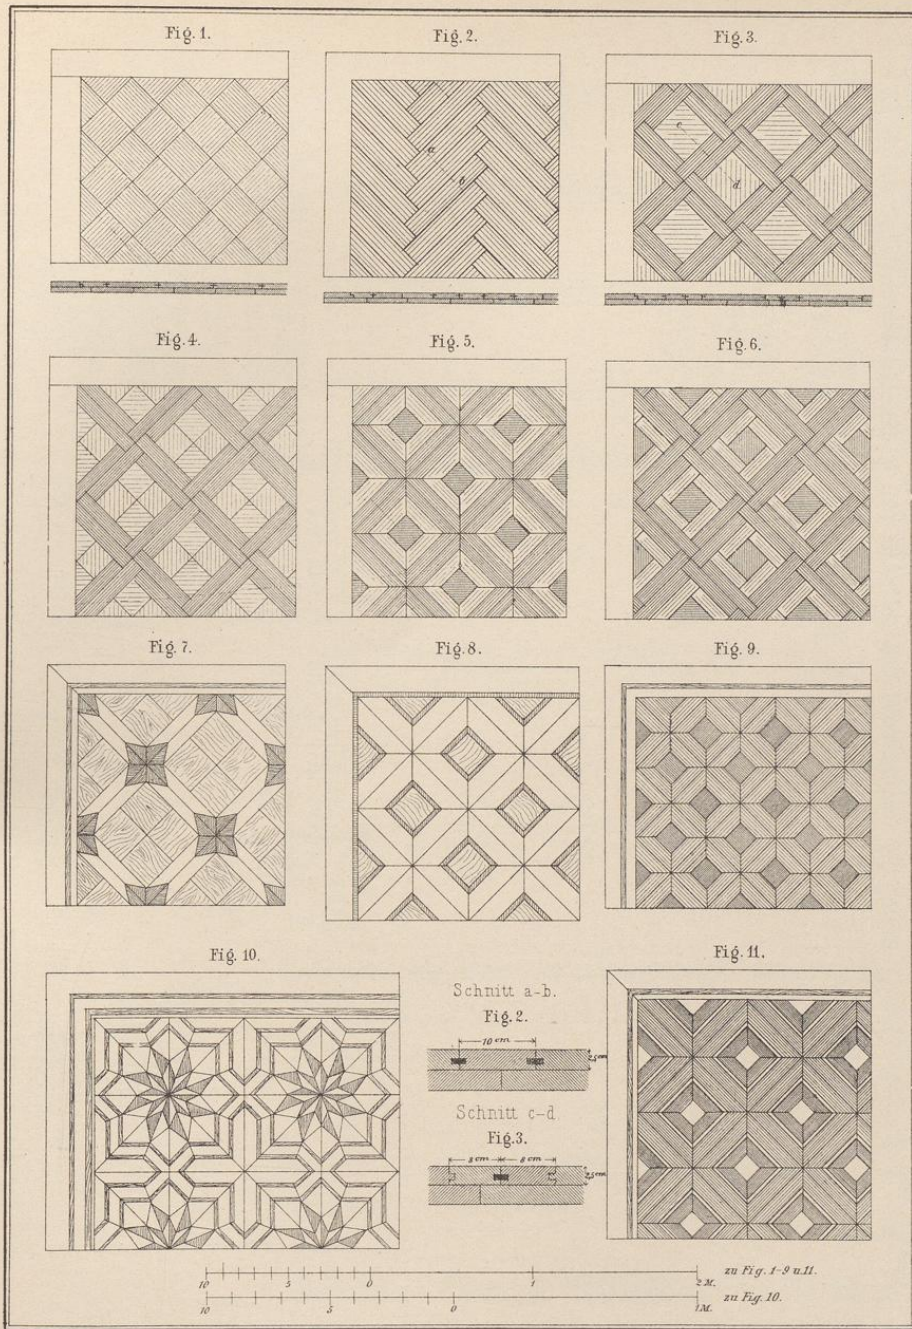 Fig. 1.
Fig. 2.
Fig. 3.
a
b
c
d
Fig. 4.
Fig. 5.
Fig. 6.
Fig. 7.
Fig. 8.
Fig. 9.
Fig. 10.
Fig. 11.
Schnitt a-b.
Fig. 2.
10 cm
2,5 cm
Schnitt c-d
Fig. 3.
8 cm 8 cm
2,5 cm
10 5 0 1 2 M. zu Fig. 1-9 u. 11.
10 5 0 1 M. zu Fig. 10.